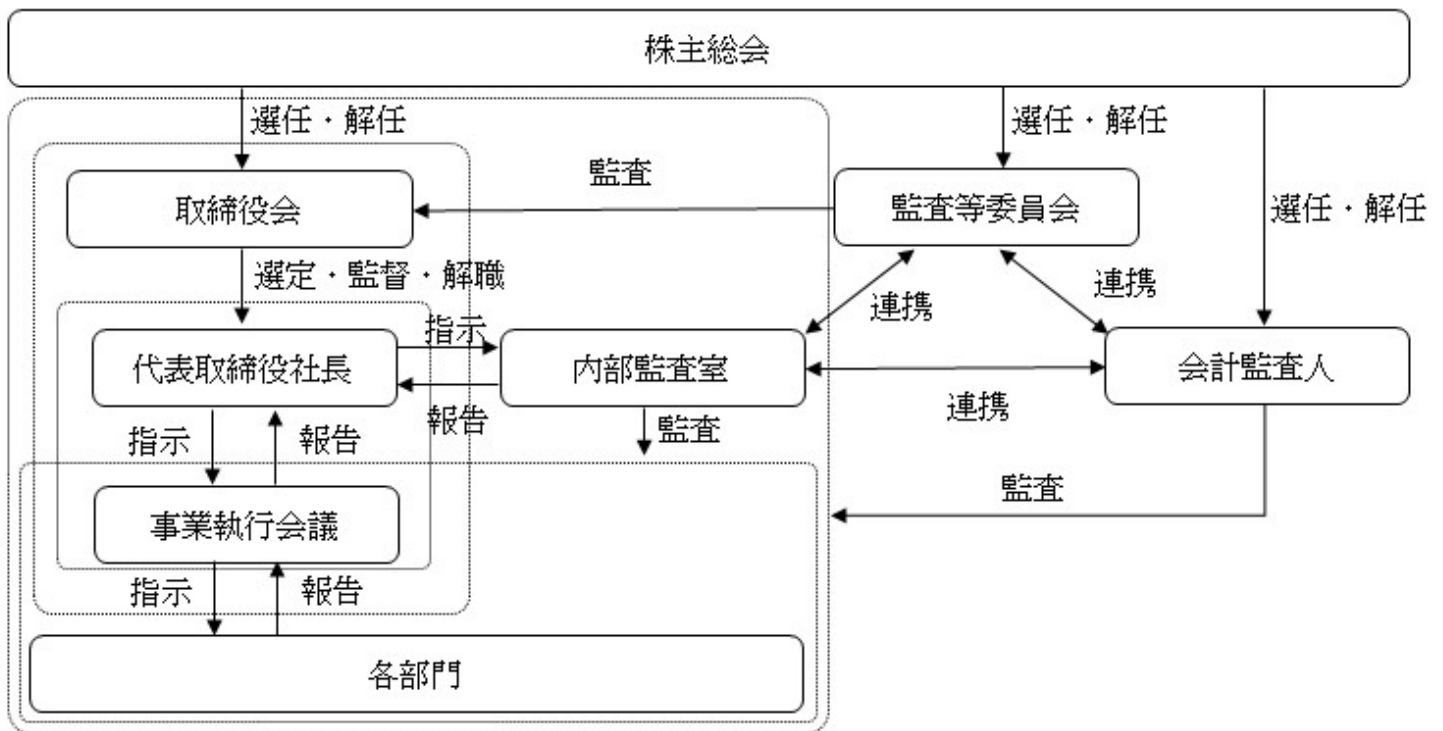 株主総会
選任・解任
選任・解任
選任・解任
監査
取締役会
監査等委員会
選定・監督・解職
連携
連携
指示
代表取締役社長
内部監査室
会計監査人
報告
連携
指示
報告
監査
監査
事業執行会議
指示
報告
各部門